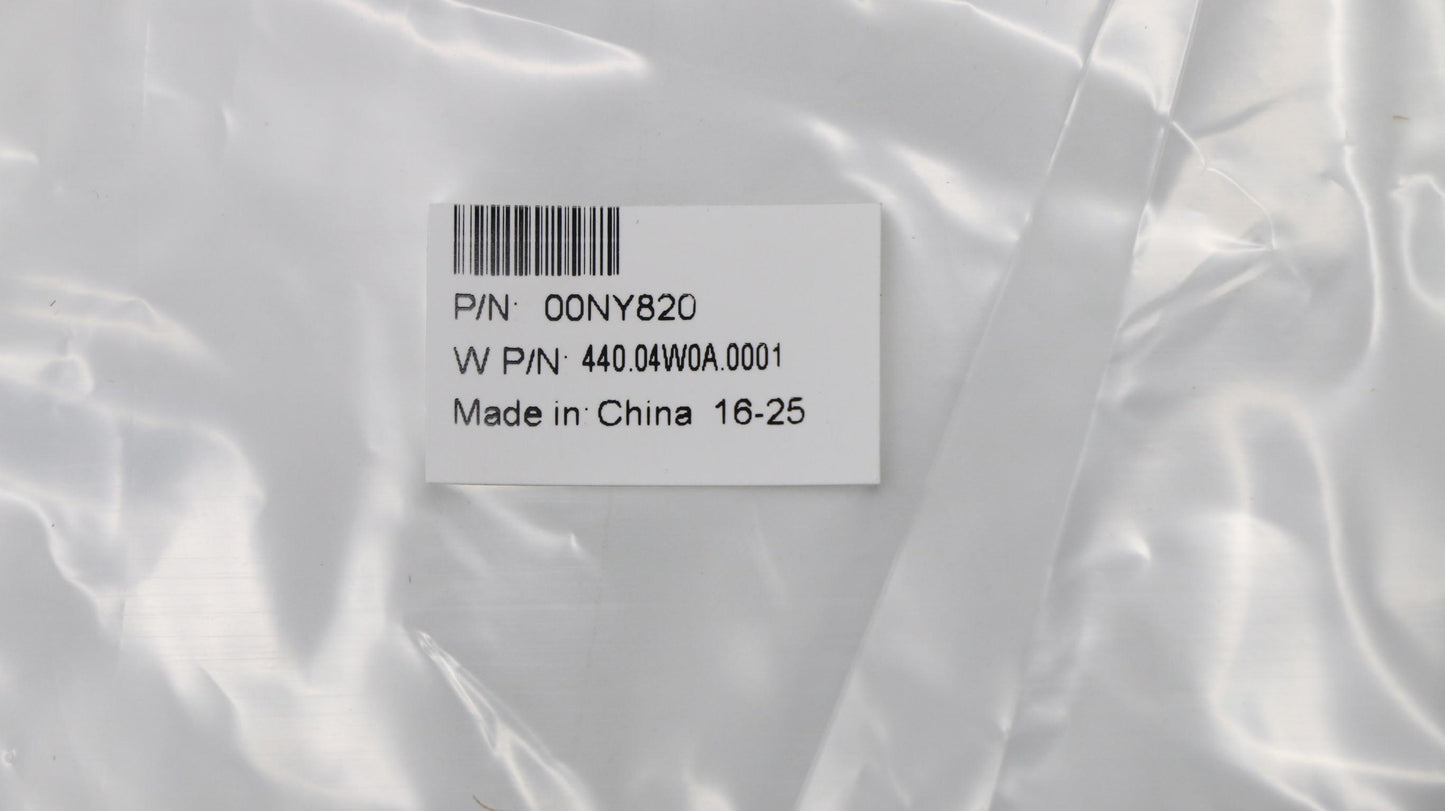 P/N: 00NY820
W P/N: 440.04W0A.0001
Made in: China 16-25